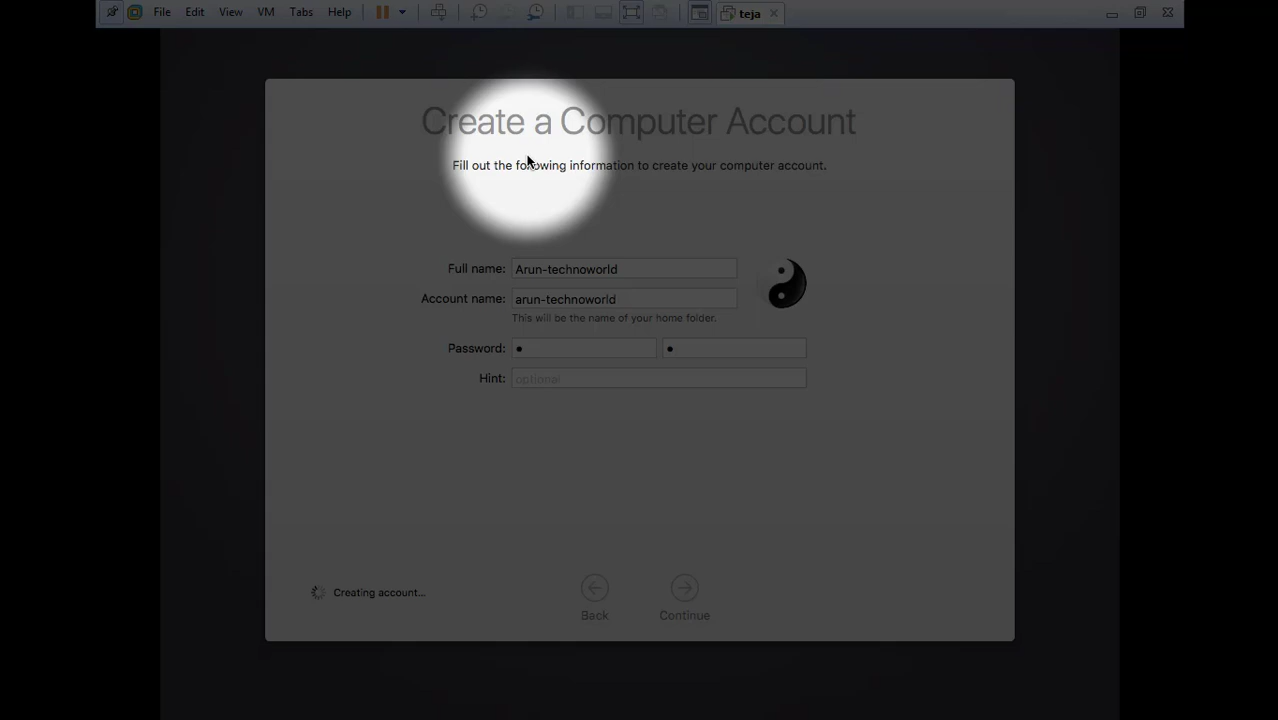 File Edit View VM Tabs Help teja
Create a Computer Account
Fill out the following information to create your computer account.
Full name: Arun-technoworld
Account name: arun-technoworld
This will be the name of your home folder.
Password:
Hint: optional
Creating account...
Back Continue